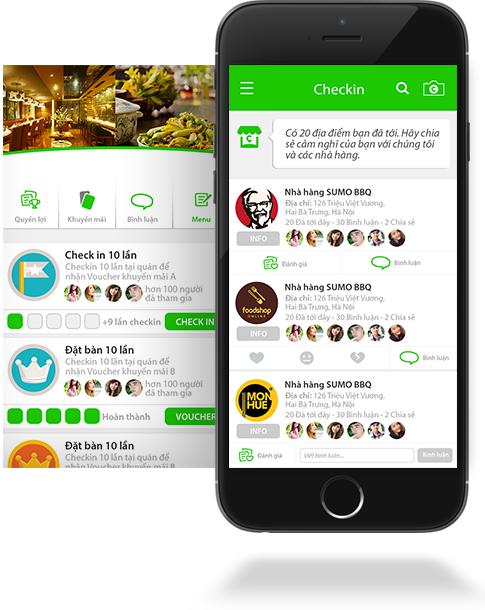 Quyền lợi
Khuyến mãi
Bình luận
Menu
Check in 10 lần
Checkin 10 lần tại quán để
nhận Voucher khuyến mãi A
hơn 100 người
đã tham gia
+9 lần checkin
CHECK IN
Đặt bàn 10 lần
Checkin 10 lần tại quán để
nhận Voucher khuyến mãi B
hơn 100 người
đã tham gia
Hoàn thành
VOUCHER
Đặt bàn 10 lần
Checkin 10 lần tại quán để
nhận Voucher khuyến mãi B
Checkin
C
C
Có 20 địa điểm bạn đã tới. Hãy chia
sẻ cảm nghĩ của bạn với chúng tôi
và các nhà hàng.
Nhà hàng SUMO BBQ
Địa chỉ: 126 Triệu Việt Vương,
Hai Bà Trưng, Hà Nội
20 Đã tới đây - 30 Bình luận - 2 Chia sẻ
INFO
Đánh giá
Bình luận
foodshop
ONLINE
Nhà hàng SUMO BBQ
Địa chỉ: 126 Triệu Việt Vương,
Hai Bà Trưng, Hà Nội
20 Đã tới đây - 30 Bình luận - 2 Chia sẻ
INFO
Bình luận
MON
HUE
Nhà hàng SUMO BBQ
Địa chỉ: 126 Triệu Việt Vương,
Hai Bà Trưng, Hà Nội
20 Đã tới đây - 30 Bình luận - 2 Chia sẻ
INFO
Đánh giá
Viết bình luận...
Bình luận